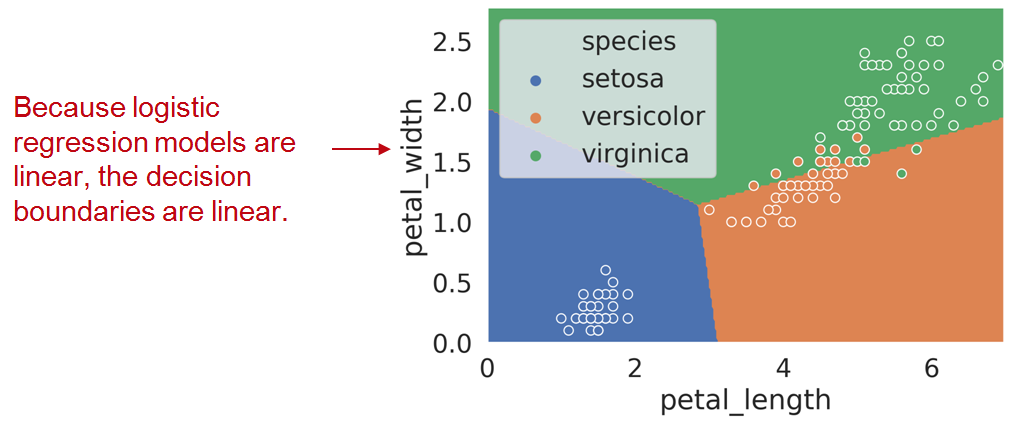 Because logistic
regression models are
linear, the decision
boundaries are linear.
petal_width
2.5
2.0
1.5
1.0
0.5
0.0
species
setosa
versicolor
virginica
0
2
4
6
petal_length